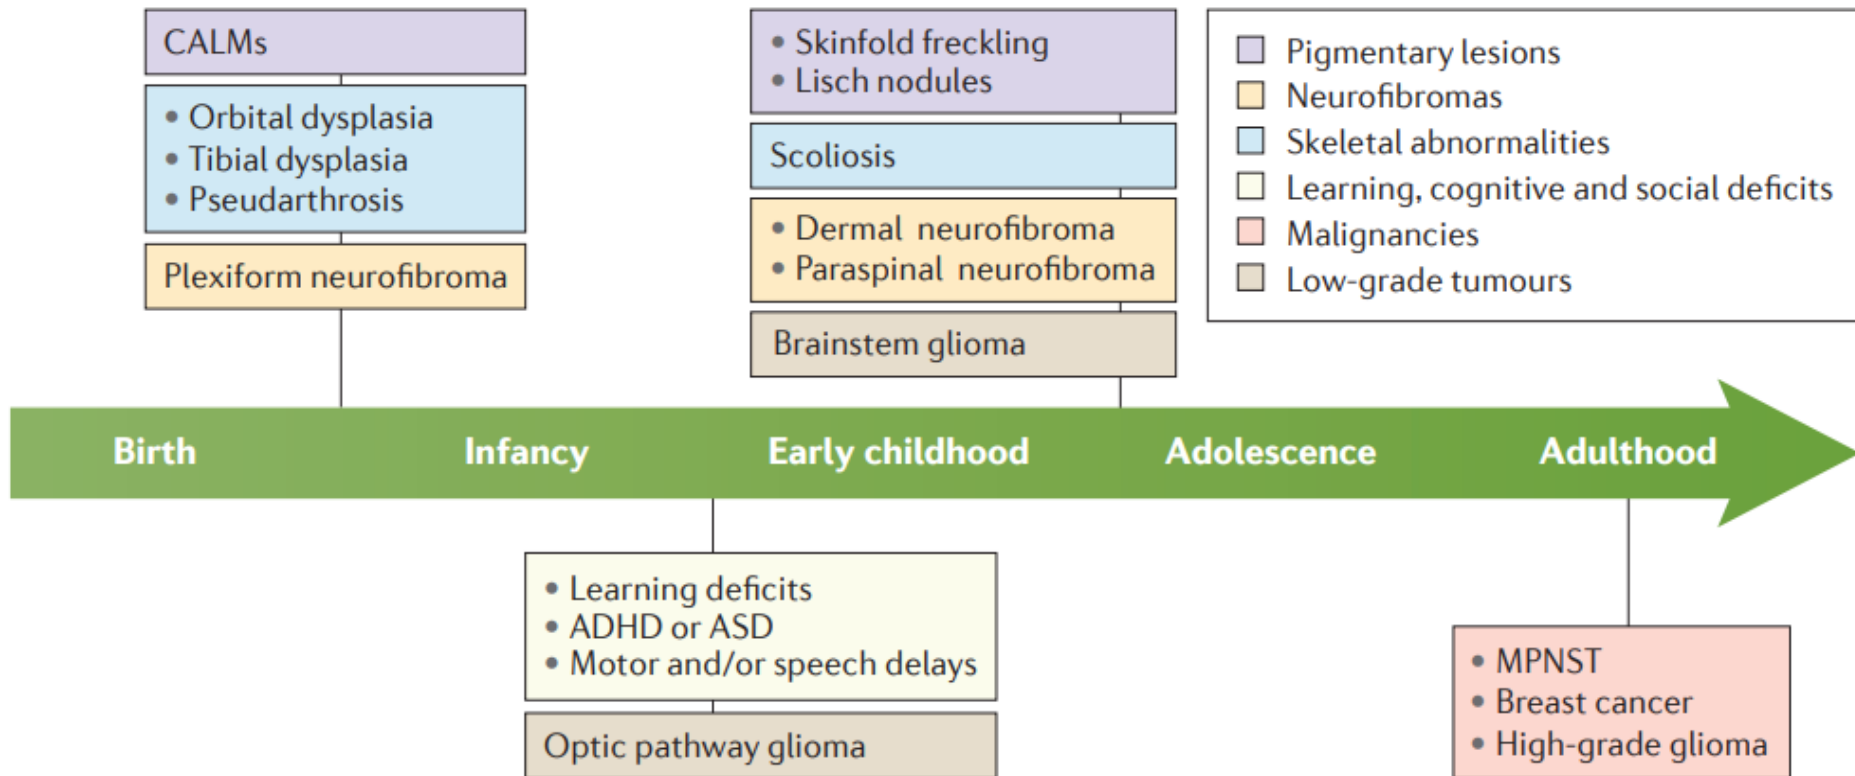 CALMs
• Orbital dysplasia
• Tibial dysplasia
• Pseudarthrosis
Plexiform neurofibroma
• Skinfold freckling
• Lisch nodules
Scoliosis
• Dermal neurofibroma
• Paraspinal neurofibroma
Brainstem glioma
Pigmentary lesions
Neurofibromas
Skeletal abnormalities
Learning, cognitive and social deficits
Malignancies
Low-grade tumours
Birth
Infancy
Early childhood
Adolescence
Adulthood
• Learning deficits
• ADHD or ASD
• Motor and/or speech delays
Optic pathway glioma
• MPNST
• Breast cancer
• High-grade glioma